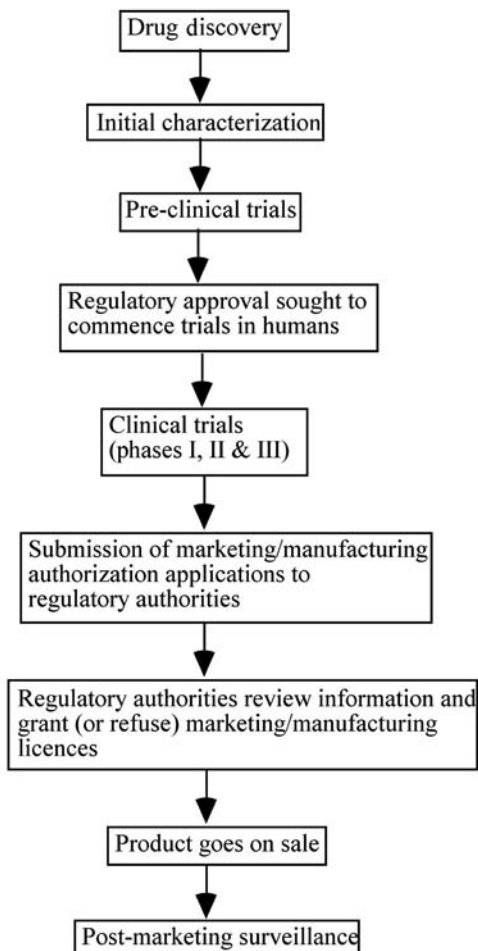 Drug discovery
Initial characterization
Pre-clinical trials
Regulatory approval sought to
commence trials in humans
Clinical trials
(phases I, II & III)
Submission of marketing/manufacturing
authorization applications to
regulatory authorities
Regulatory authorities review information and
grant (or refuse) marketing/manufacturing
licences
Product goes on sale
Post-marketing surveillance